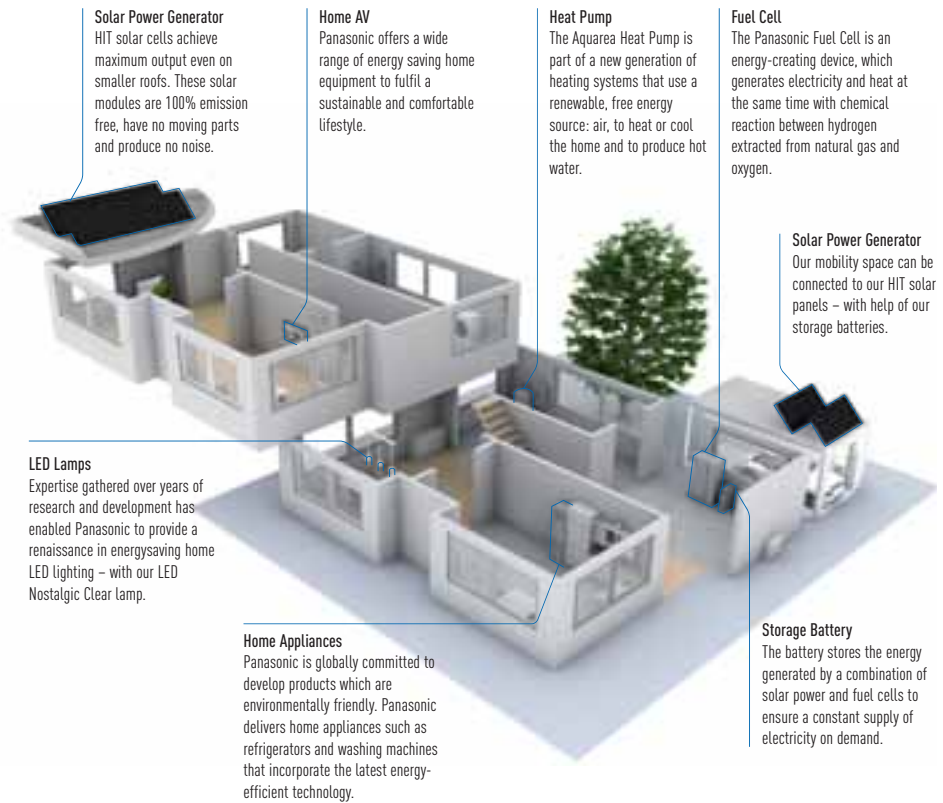 Solar Power Generator
HIT solar cells achieve
maximum output even on
smaller roofs. These solar
modules are 100% emission
free, have no moving parts
and produce no noise.
Home AV
Panasonic offers a wide
range of energy saving home
equipment to fulfil a
sustainable and comfortable
lifestyle.
Heat Pump
The Aquarea Heat Pump is
part of a new generation of
heating systems that use a
renewable, free energy
source: air, to heat or cool
the home and to produce hot
water.
Fuel Cell
The Panasonic Fuel Cell is an
energy-creating device, which
generates electricity and heat at
the same time with chemical
reaction between hydrogen
extracted from natural gas and
oxygen.
Solar Power Generator
Our mobility space can be
connected to our HIT solar
panels – with help of our
storage batteries.
LED Lamps
Expertise gathered over years of
research and development has
enabled Panasonic to provide a
renaissance in energysaving home
LED lighting – with our LED
Nostalgic Clear lamp.
Home Appliances
Panasonic is globally committed to
develop products which are
environmentally friendly. Panasonic
delivers home appliances such as
refrigerators and washing machines
that incorporate the latest energy-
efficient technology.
Storage Battery
The battery stores the energy
generated by a combination of
solar power and fuel cells to
ensure a constant supply of
electricity on demand.